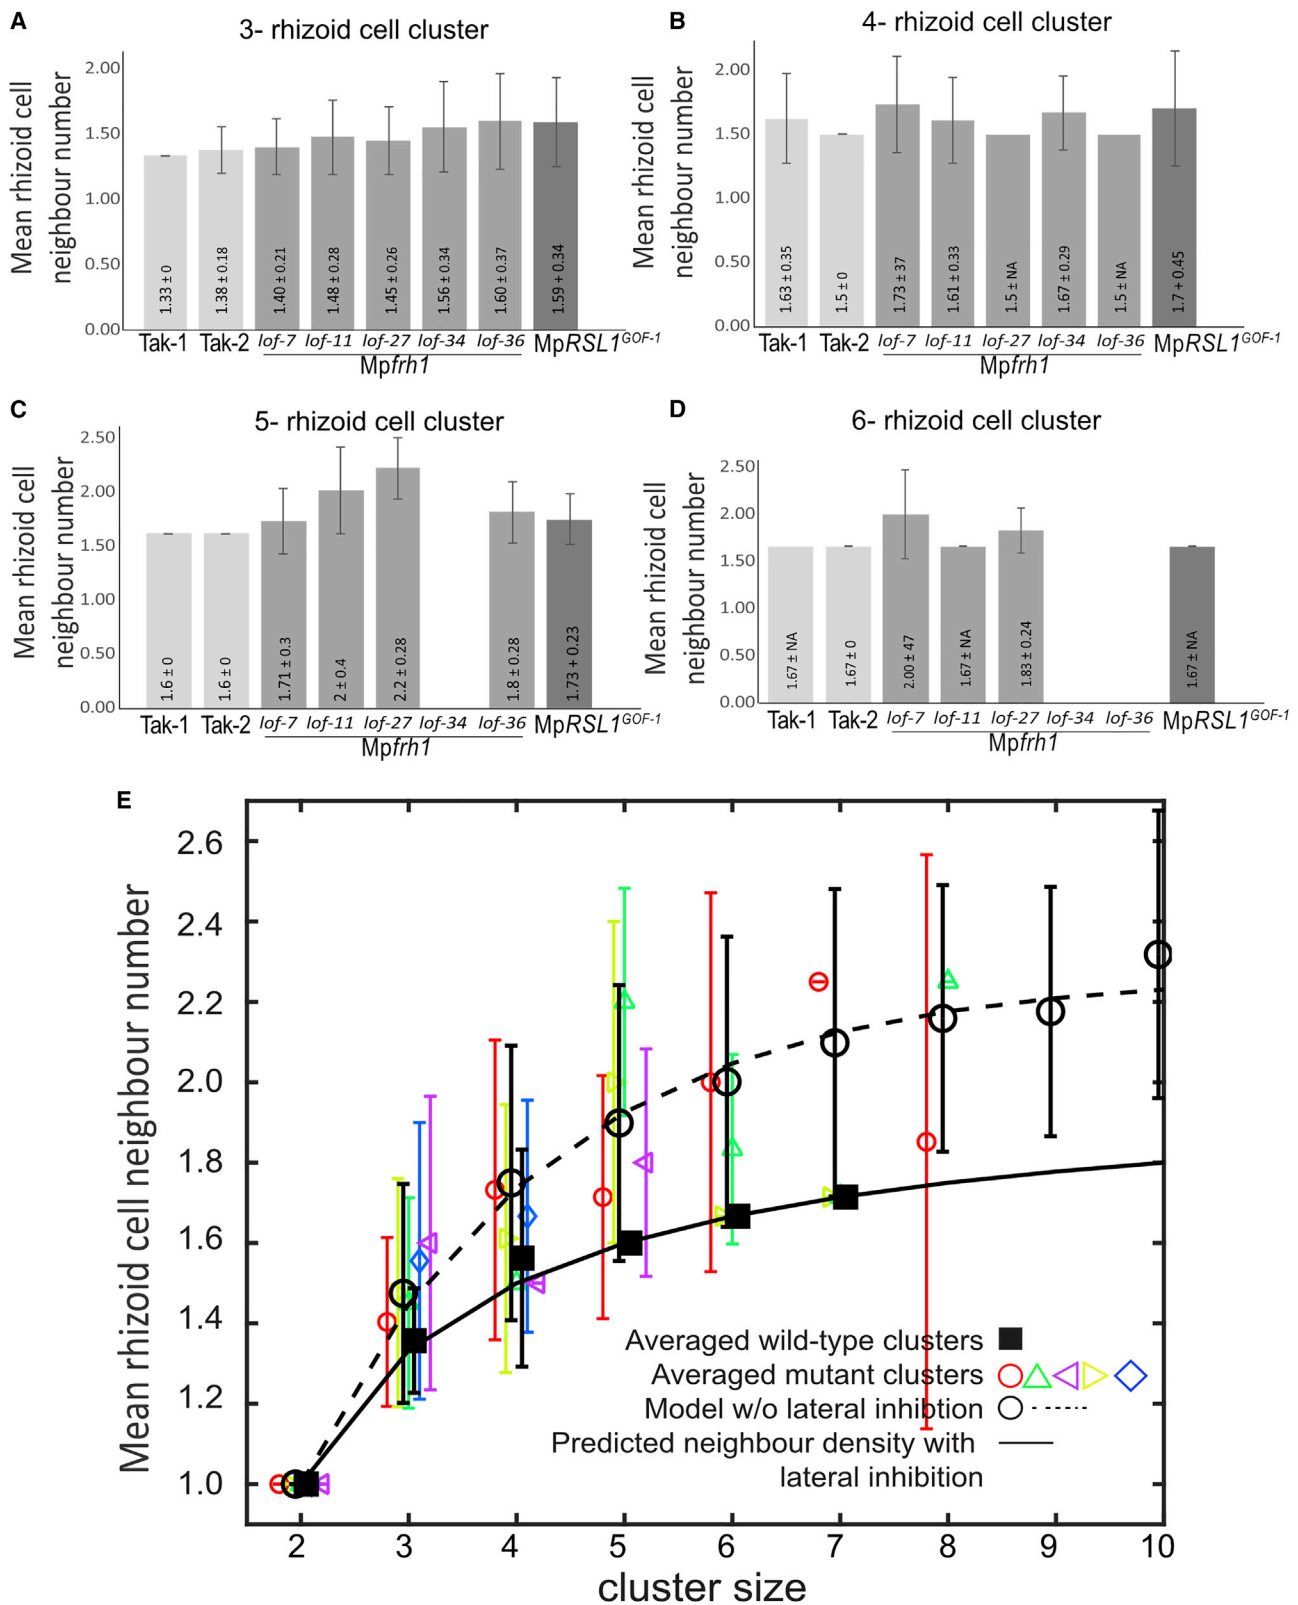 A
3- rhizoid cell cluster
Mean rhizoid cell
neighbour number
2.00
1.50
1.00
0.50
0.00
1.33 ± 0
1.38 ± 0.18
1.40 ± 0.21
1.48 ± 0.28
1.45 ± 0.26
1.56 ± 0.34
1.60 ± 0.37
1.59 + 0.34
Tak-1 Tak-2 lof-7 lof-11 lof-27 lof-34 lof-36 MpRSL1GOF-1
Mpfrh1
B
4- rhizoid cell cluster
Mean rhizoid cell
neighbour number
2.00
1.50
1.00
0.50
0.00
1.63 ± 0.35
1.5 ± 0
1.73 ± 37
1.61 ± 0.33
1.5 ± NA
1.67 ± 0.29
1.5 ± NA
1.7 + 0.45
Tak-1 Tak-2 lof-7 lof-11 lof-27 lof-34 lof-36 MpRSL1GOF-1
Mpfrh1
C
5- rhizoid cell cluster
Mean rhizoid cell
neighbour number
2.50
2.00
1.50
1.00
0.50
0.00
1.6 ± 0
1.6 ± 0
1.71 ± 0.3
2 ± 0.4
2.2 ± 0.28
1.8 ± 0.28
1.73 + 0.23
Tak-1 Tak-2 lof-7 lof-11 lof-27 lof-34 lof-36 MpRSL1GOF-1
Mpfrh1
D
6- rhizoid cell cluster
Mean rhizoid cell
neighbour number
2.50
2.00
1.50
1.00
0.50
0.00
1.67 ± NA
1.67 ± 0
2.00 ± 47
1.67 ± NA
1.83 ± 0.24
1.67 ± NA
Tak-1 Tak-2 lof-7 lof-11 lof-27 lof-34 lof-36 MpRSL1GOF-1
Mpfrh1
E
Mean rhizoid cell neighbour number
2.6
2.4
2.2
2.0
1.8
1.6
1.4
1.2
1.0
Averaged wild-type clusters
Averaged mutant clusters
Model w/o lateral inhibtion
Predicted neighbour density with
lateral inhibition
2 3 4 5 6 7 8 9 10
cluster size